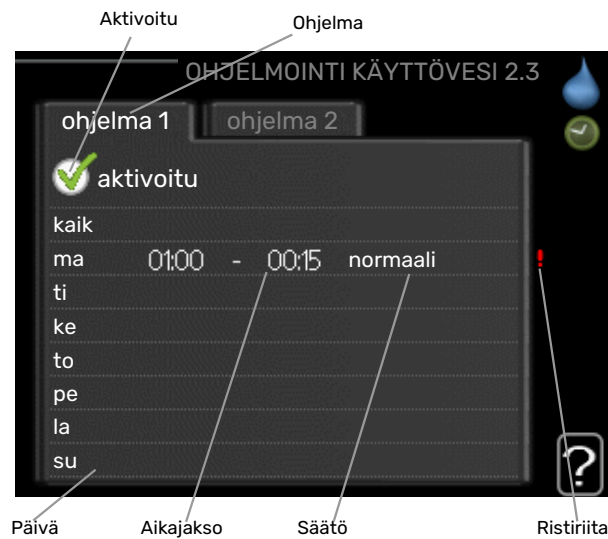 Aktivoitu
Ohjelma
OHJELMOINTI KÄYTTÖVESI 2.3
ohjelma 1 ohjelma 2
aktivoitu
kaik
ma 01:00 - 00:15 normaali !
ti
ke
to
pe
la
su
?
Päivä Aikajakso Säätö Ristiriita